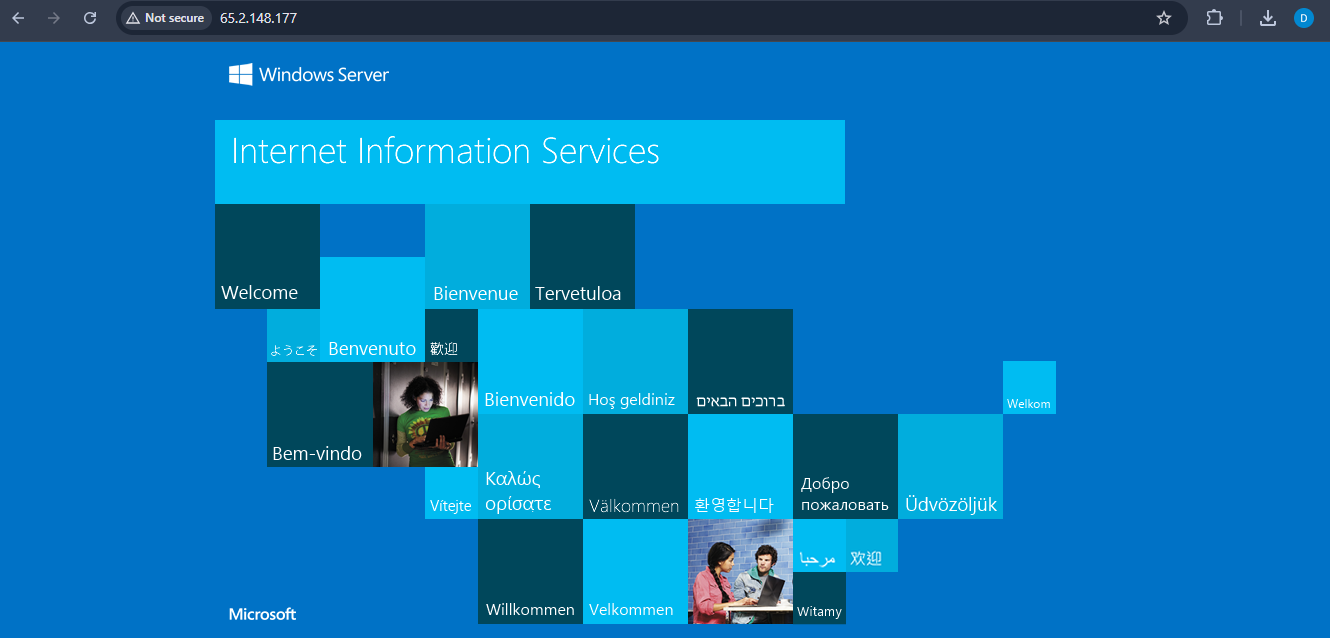 Not secure
65.2.148.177
D
Windows Server
Internet Information Services
Welcome
Bienvenue
Tervetuloa
ようこそ
Benvenuto
歡迎
Bienvenido
Hoş geldiniz
ברוכים הבאים
Welkom
Bem-vindo
Vítejte
Καλώς
ορίσατε
Välkommen
환영합니다
Добро
пожаловать
Üdvözöljük
Microsoft
Willkommen
Velkommen
مرحبا
欢迎
Witamy